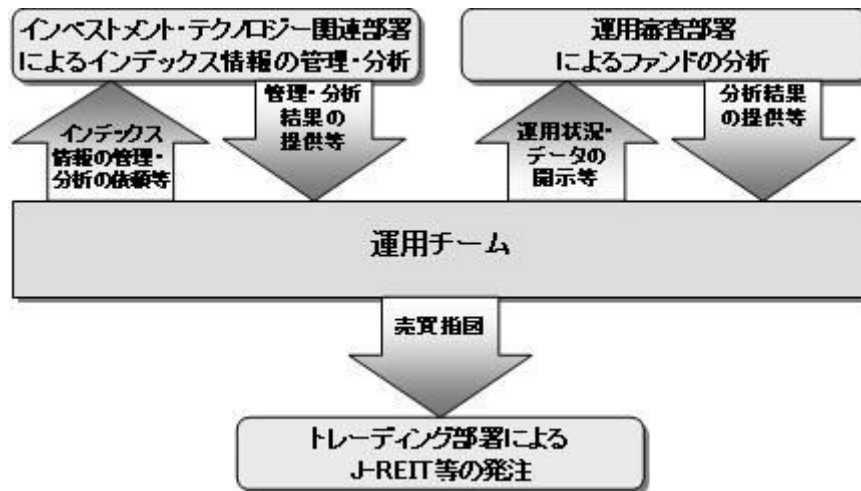 インベストメント・テクノロジー関連部署
によるインデックス情報の管理・分析
運用審査部署
によるファンドの分析
インデックス
情報の管理・
分析の依頼等
管理・分析
結果の
提供等
運用状況・
データの
開示等
分析結果
の提供等
運用チーム
売買指図
トレーディング部署による
J-REIT等の発注